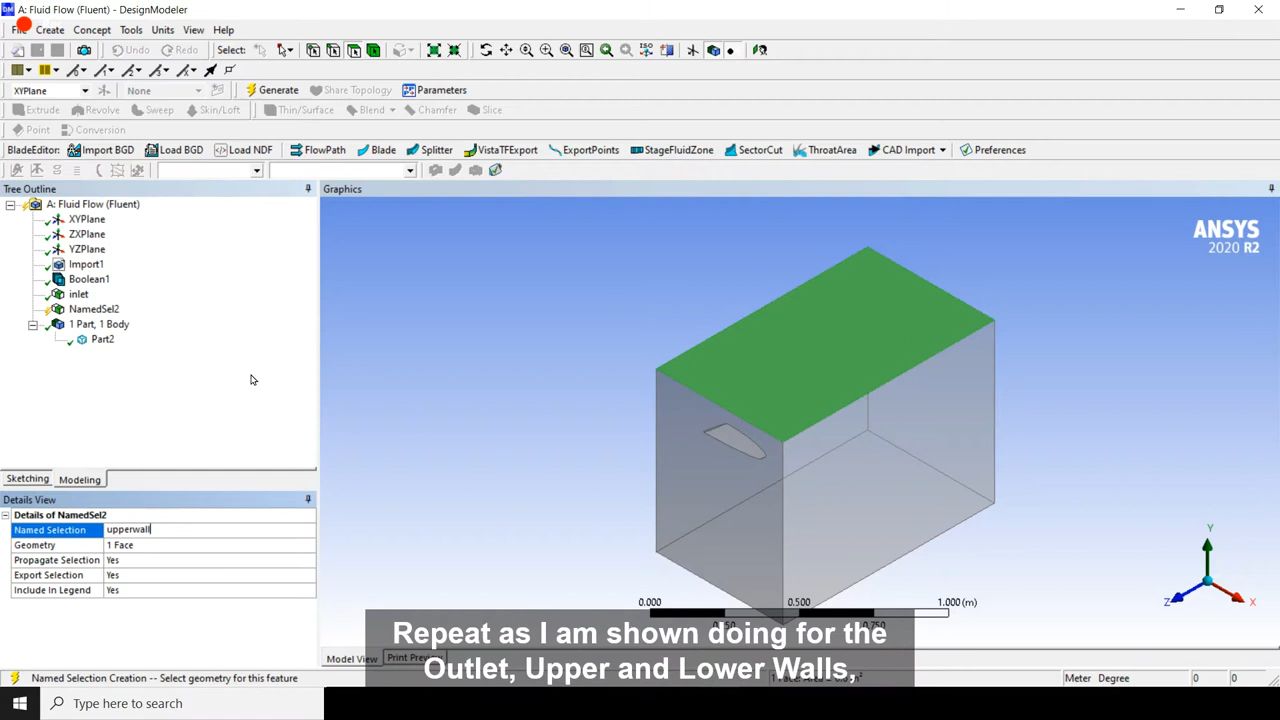 A: Fluid Flow (Fluent) - DesignModeler
Create Concept Tools Units View Help
Undo Redo Select:
XYPlane None Generate Share Topology Parameters
Extrude Revolve Sweep Skin/Loft Thin/Surface Blend Chamfer Slice
Point Conversion
BladeEditor: Import BGD Load BGD Load NDF FlowPath Blade Splitter VistaTFExport ExportPoints StageFluidZone SectorCut ThroatArea CAD Import Preferences
Tree Outline
Graphics
A: Fluid Flow (Fluent)
XYPlane
ZXPlane
YZPlane
Import1
Boolean1
inlet
NamedSel2
1 Part, 1 Body
Part2
ANSYS
2020 R2
Sketching Modeling
Details View
Details of NamedSel2
Named Selection upperwall
Geometry 1 Face
Propagate Selection Yes
Export Selection Yes
Include In Legend Yes
Y
Z
X
0.000 0.500 1.000 (m)
Repeat as I am shown doing for the
Outlet, Upper and Lower Walls,
Model View Print Preview
Named Selection Creation -- Select geometry for this feature
Meter Degree 0 0
Type here to search